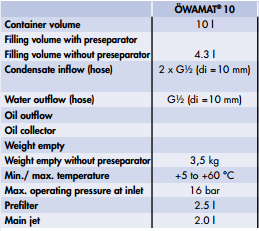 ÖWAMAT® 10
Container volume 10 l
Filling volume with preseparator
Filling volume without preseparator 4.3 l
Condensate inflow (hose) 2 x G½ (di =10 mm)
Water outflow (hose) G½ (di =10 mm)
Oil outflow
Oil collector
Weight empty
Weight empty without preseparator 3,5 kg
Min./ max. temperature +5 to +60 °C
Max. operating pressure at inlet 16 bar
Prefilter 2.5 l
Main jet 2.0 l